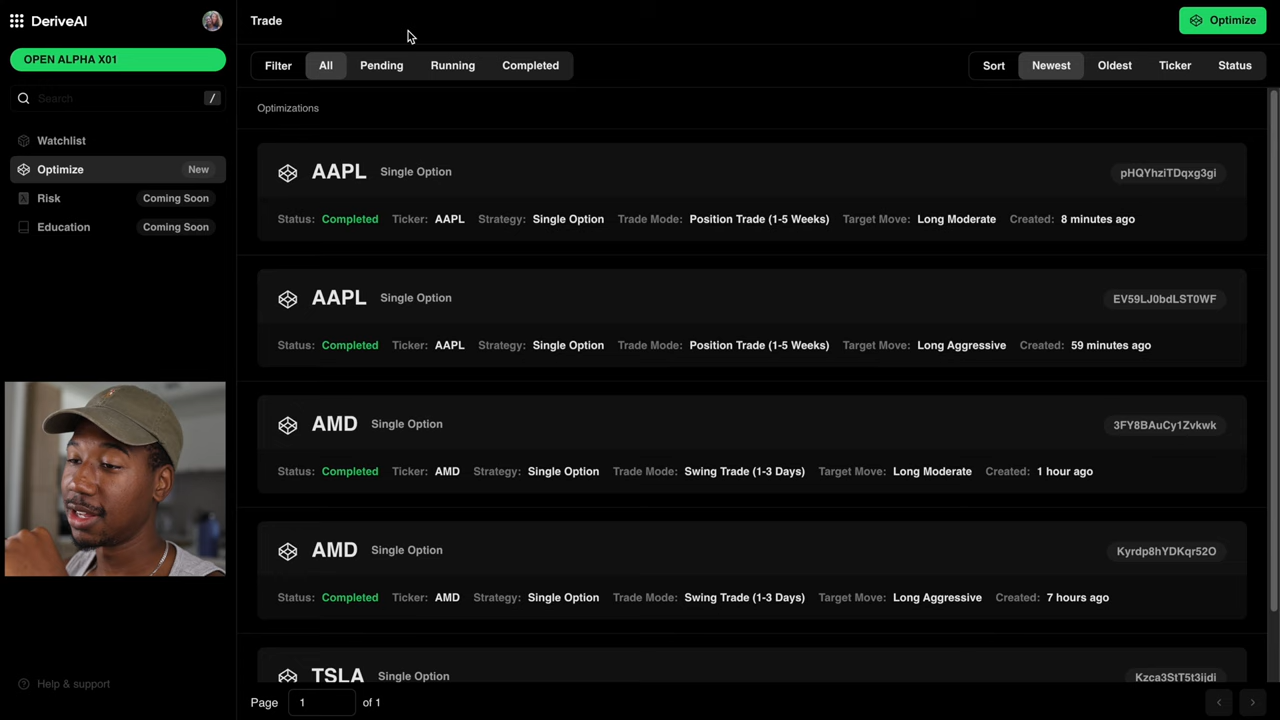 DeriveAI
OPEN ALPHA X01
Search /
Watchlist
Optimize New
Risk Coming Soon
Education Coming Soon
Help & support
Trade
Optimize
Filter All Pending Running Completed
Sort Newest Oldest Ticker Status
Optimizations
AAPL Single Option pHQYhziTDqxg3gi
Status: Completed Ticker: AAPL Strategy: Single Option Trade Mode: Position Trade (1-5 Weeks) Target Move: Long Moderate Created: 8 minutes ago
AAPL Single Option EV59LJ0bdLST0WF
Status: Completed Ticker: AAPL Strategy: Single Option Trade Mode: Position Trade (1-5 Weeks) Target Move: Long Aggressive Created: 59 minutes ago
AMD Single Option 3FY8BAuCy1Zvkwk
Status: Completed Ticker: AMD Strategy: Single Option Trade Mode: Swing Trade (1-3 Days) Target Move: Long Moderate Created: 1 hour ago
AMD Single Option Kyrdp8hYDKqr52O
Status: Completed Ticker: AMD Strategy: Single Option Trade Mode: Swing Trade (1-3 Days) Target Move: Long Aggressive Created: 7 hours ago
TSLA Single Option Kzca3StT5t3ijdi
Page 1 of 1